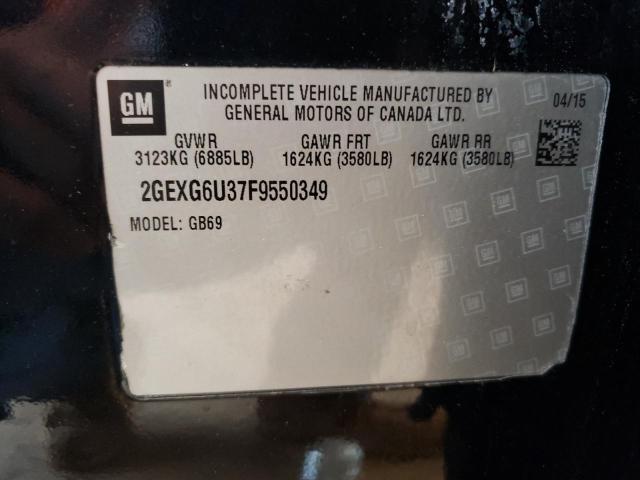 GM
INCOMPLETE VEHICLE MANUFACTURED BY
GENERAL MOTORS OF CANADA LTD.
04/15
GVWR GAWR FRT GAWR RR
3123KG (6885LB) 1624KG (3580LB) 1624KG (3580LB)
2GEXG6U37F9550349
MODEL: GB69